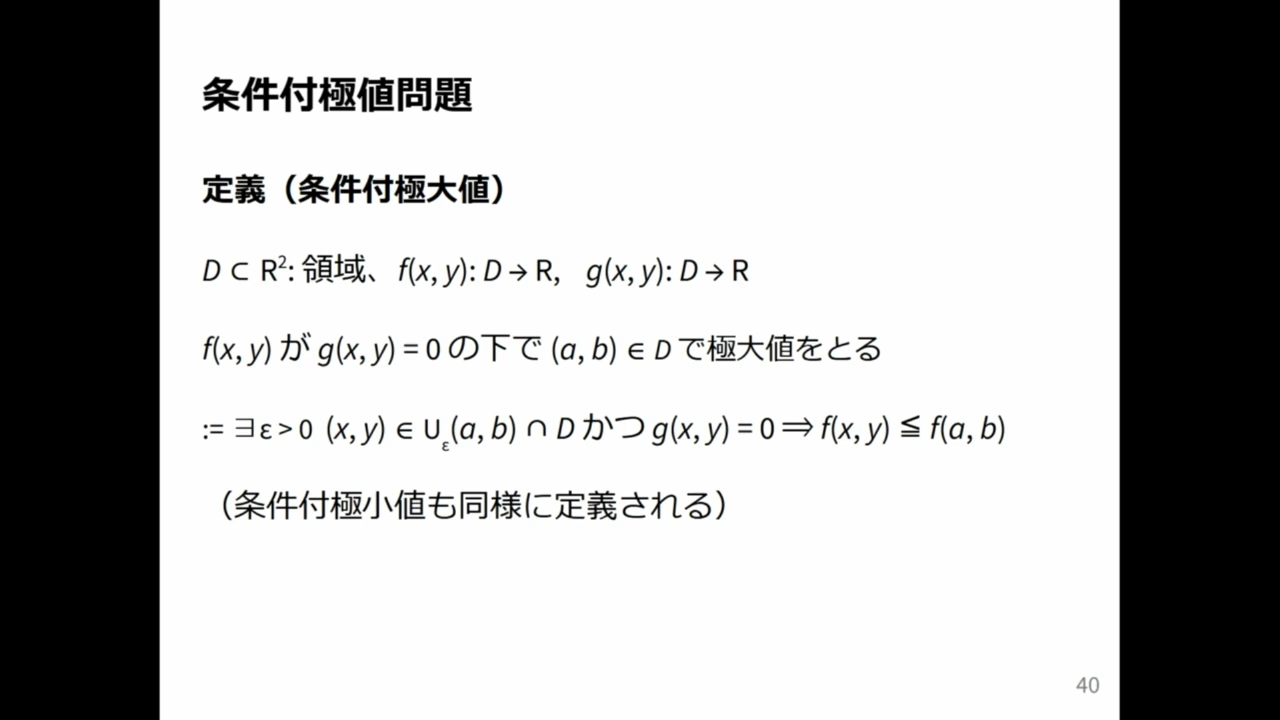 条件付極値問題
定義（条件付極大値）
D ⊂ R²: 領域、f(x, y): D → R, g(x, y): D → R
f(x, y) が g(x, y) = 0 の下で (a, b) ∈ D で極大値をとる
:= ∃ε > 0 (x, y) ∈ Uε(a, b) ∩ D かつ g(x, y) = 0 ⟹ f(x, y) ≦ f(a, b)
（条件付極小値も同様に定義される）
40